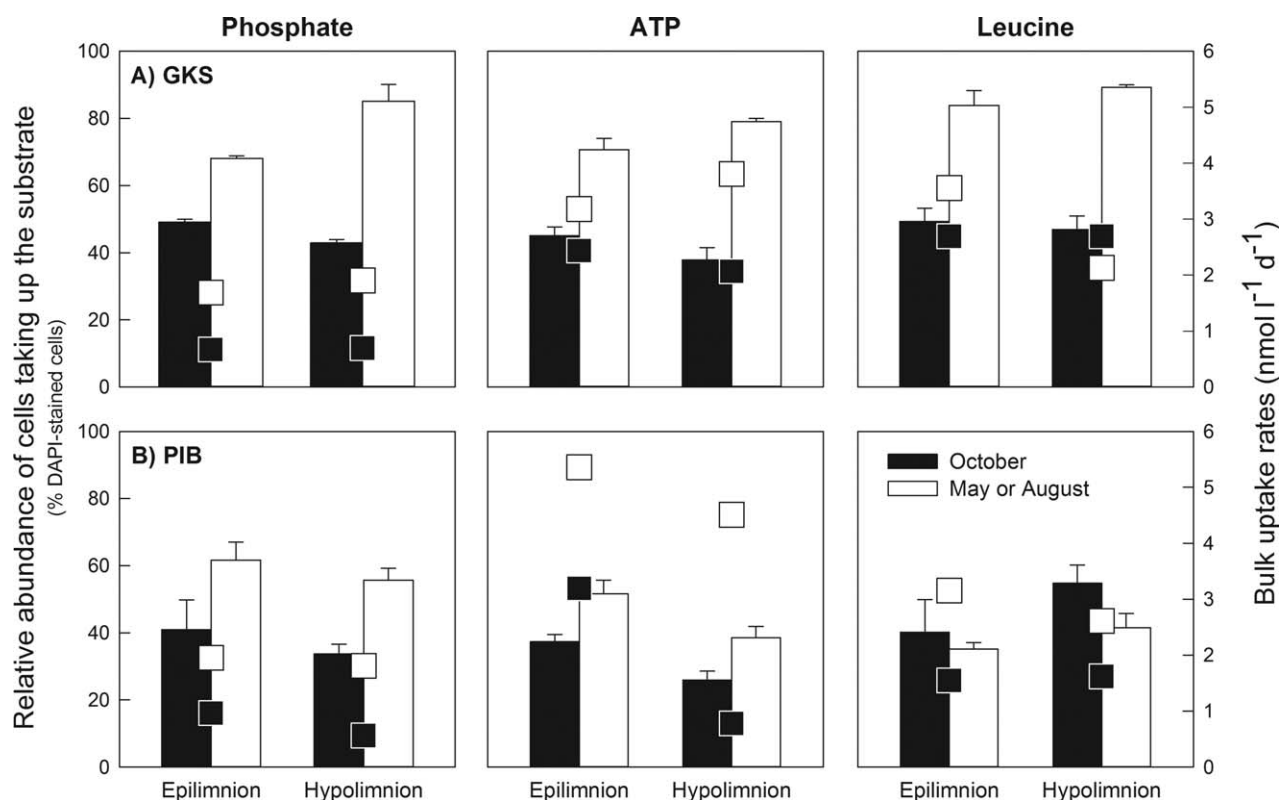 Phosphate ATP Leucine
Relative abundance of cells taking up the substrate
(% DAPI-stained cells)
A) GKS
100
80
60
40
20
0
6
5
4
3
2
1
0
Bulk uptake rates (nmol l⁻¹ d⁻¹)
B) PIB
October
May or August
100
80
60
40
20
0
6
5
4
3
2
1
0
Epilimnion Hypolimnion Epilimnion Hypolimnion Epilimnion Hypolimnion